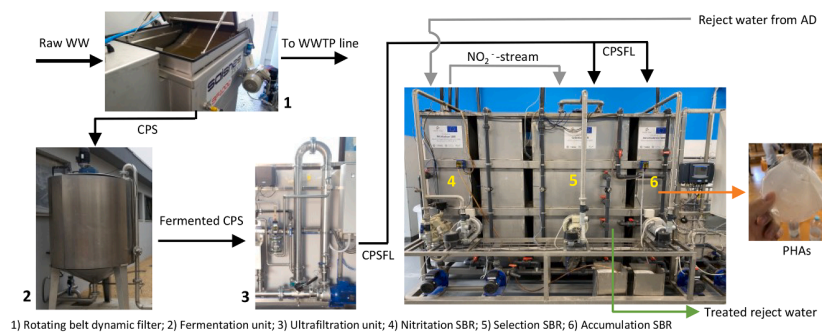 Reject water from AD
Raw WW
To WWTP line
NO2- -stream
CPSFL
1
CPS
4
5
6
Fermented CPS
CPSFL
PHAs
2
3
Treated reject water
1) Rotating belt dynamic filter; 2) Fermentation unit; 3) Ultrafiltration unit; 4) Nitritation SBR; 5) Selection SBR; 6) Accumulation SBR